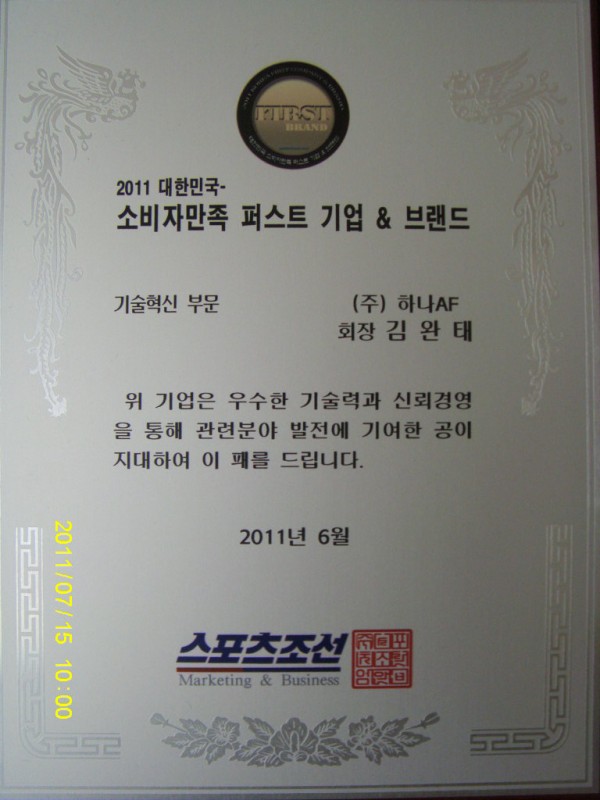 FIRST
BRAND
2011 대한민국-
소비자만족 퍼스트 기업 & 브랜드
기술혁신 부문
(주) 하나AF
회장 김 완 태
위 기업은 우수한 기술력과 신뢰경영
을 통해 관련분야 발전에 기여한 공이
지대하여 이 패를 드립니다.
2011년 6월
스포츠조선
Marketing & Business
2011/07/15 10:00